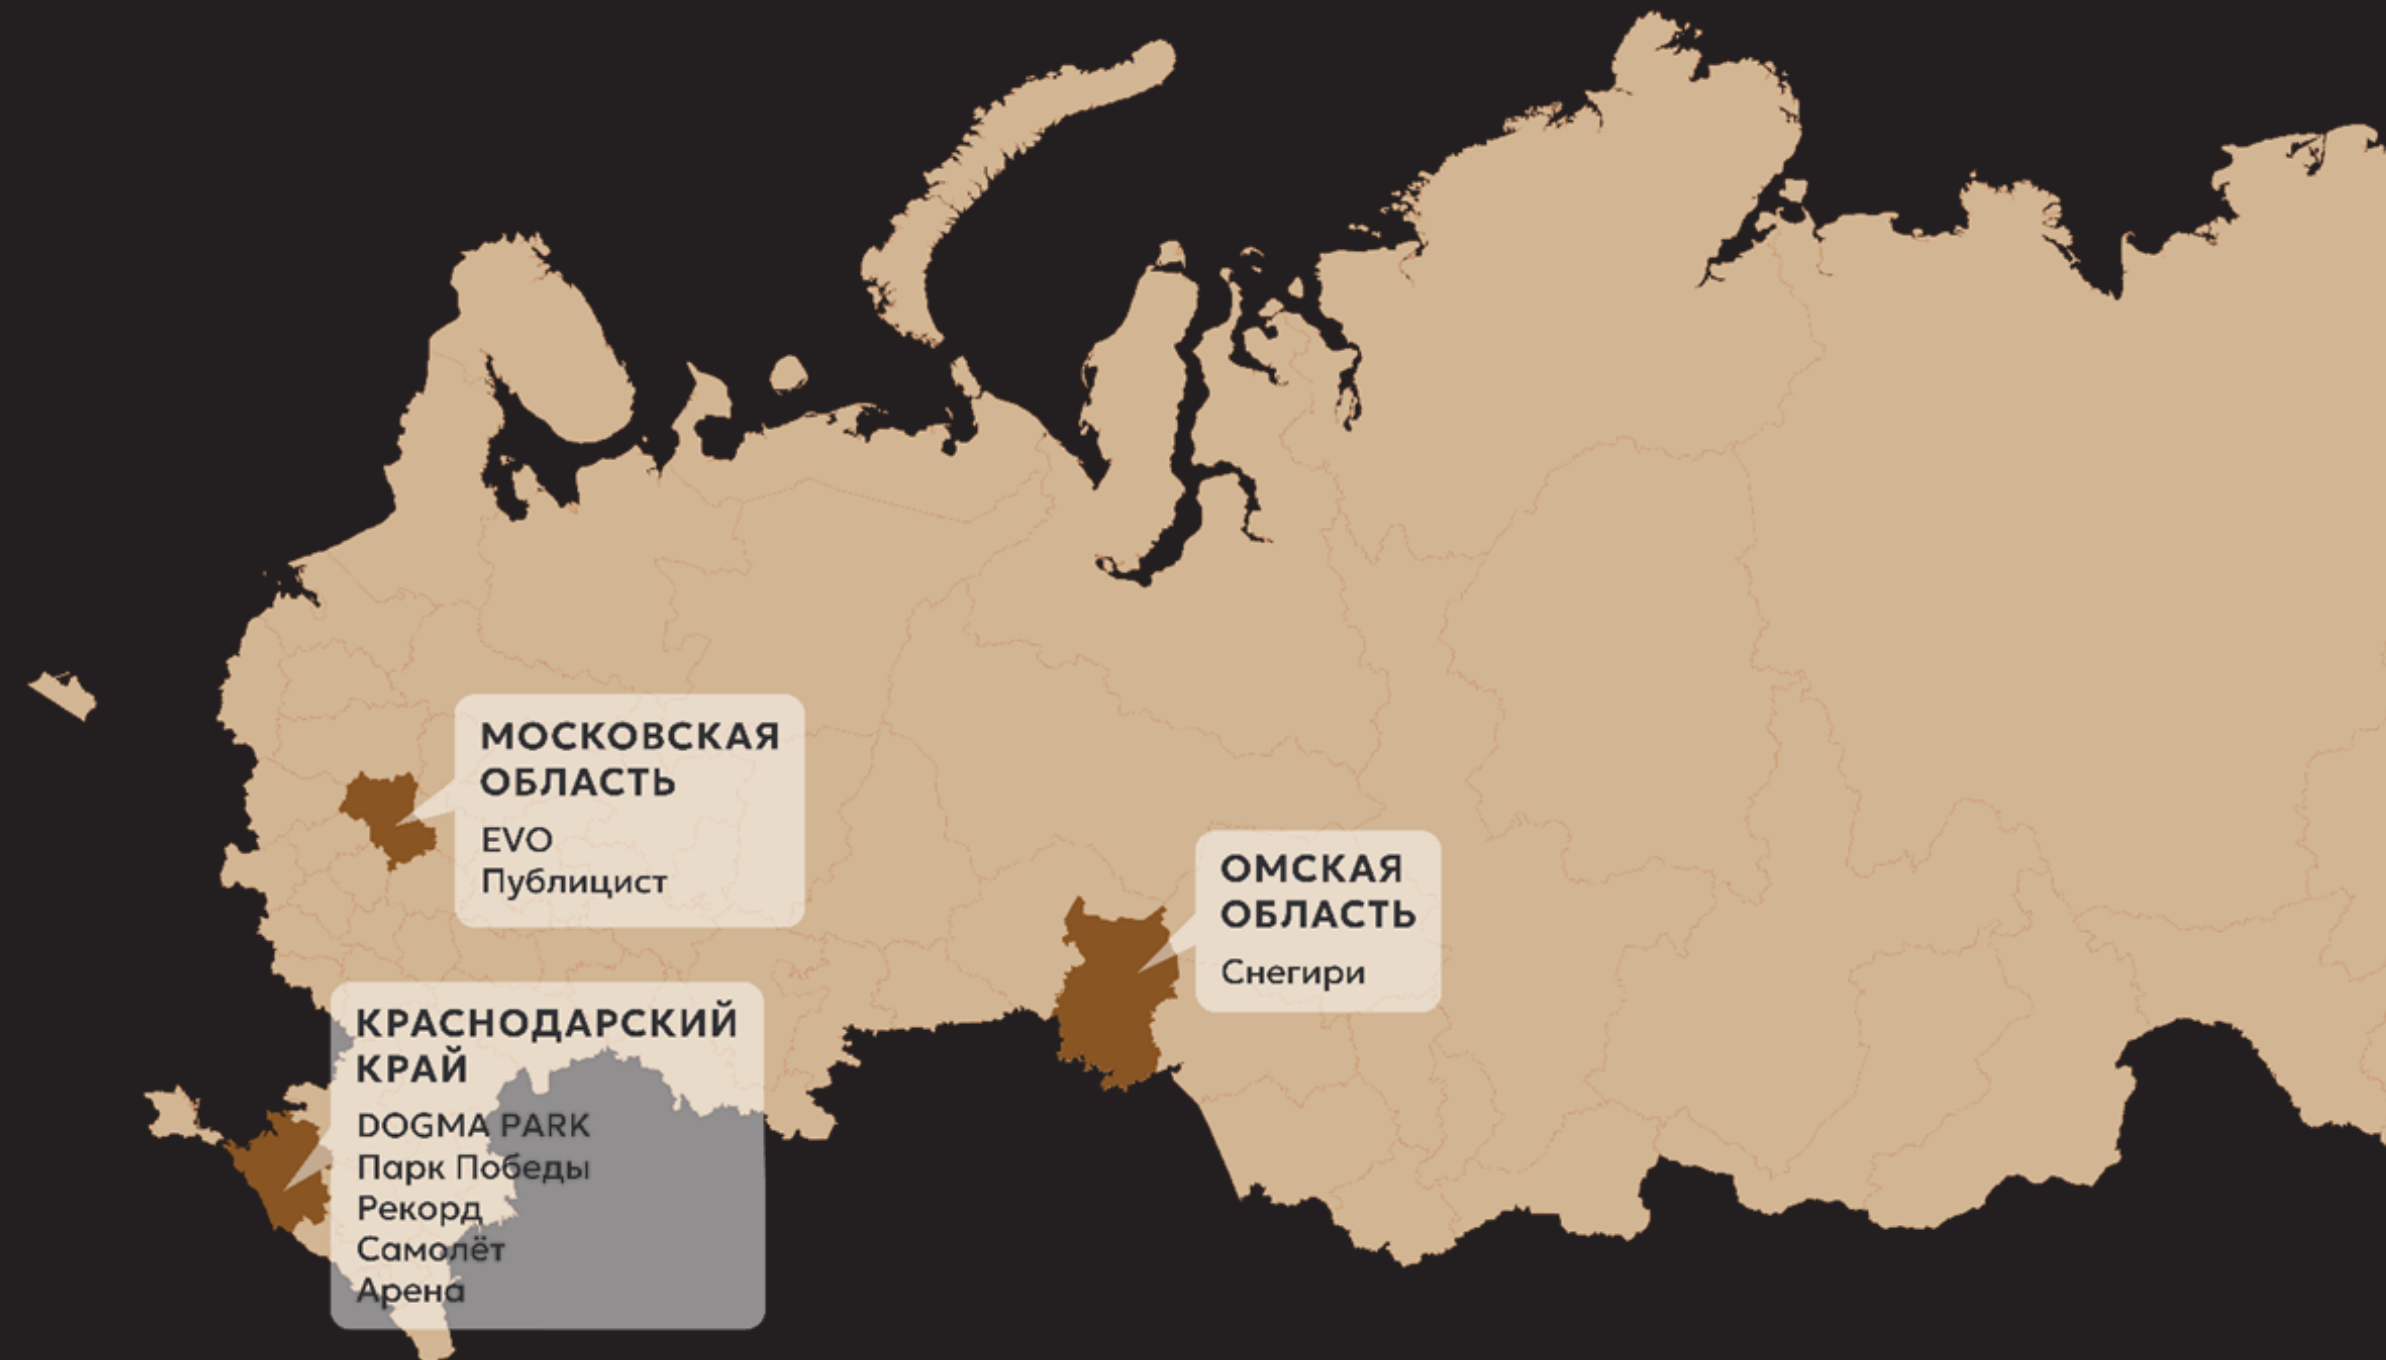 МОСКОВСКАЯ
ОБЛАСТЬ
EVO
Публицист
ОМСКАЯ
ОБЛАСТЬ
Снегири
КРАСНОДАРСКИЙ
КРАЙ
DOGMA PARK
Парк Победы
Рекорд
Самолёт
Арена